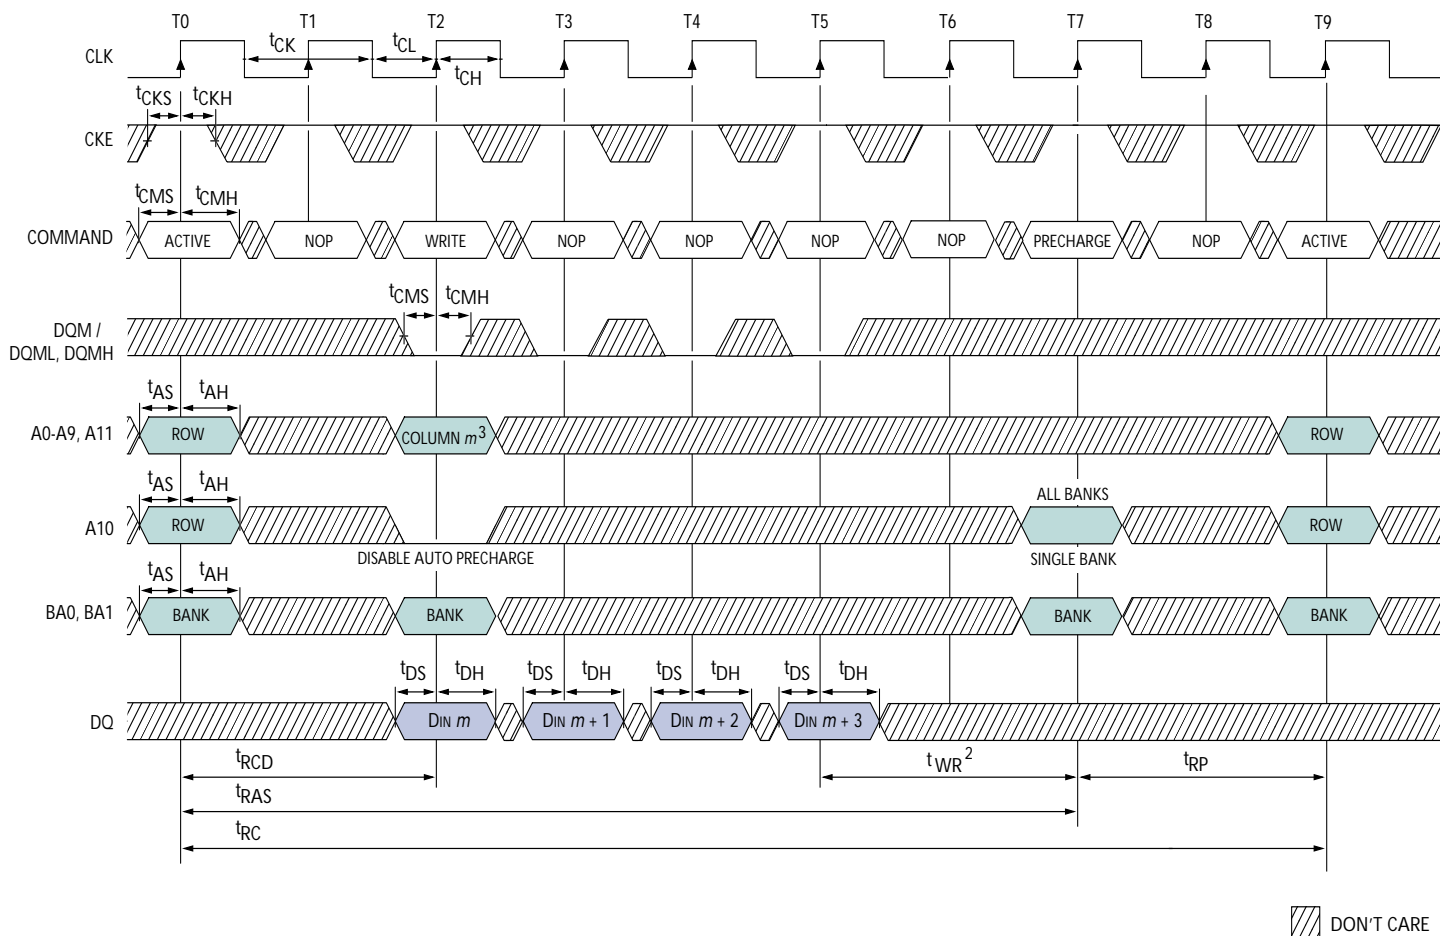 T0 T1 T2 T3 T4 T5 T6 T7 T8 T9
CLK tCK tCL
tCH
tCKS tCKH
CKE
tCMS tCMH
COMMAND ACTIVE NOP WRITE NOP NOP NOP NOP PRECHARGE NOP ACTIVE
tCMS tCMH
DQM /
DQML, DQMH
tAS tAH
A0-A9, A11 ROW COLUMN m3 ROW
tAS tAH
ALL BANKS
A10 ROW ROW
DISABLE AUTO PRECHARGE SINGLE BANK
tAS tAH
BA0, BA1 BANK BANK BANK BANK
tDS tDH tDS tDH tDS tDH tDS tDH
DQ DIN m DIN m + 1 DIN m + 2 DIN m + 3
tRCD tWR2 tRP
tRAS
tRC
DON'T CARE